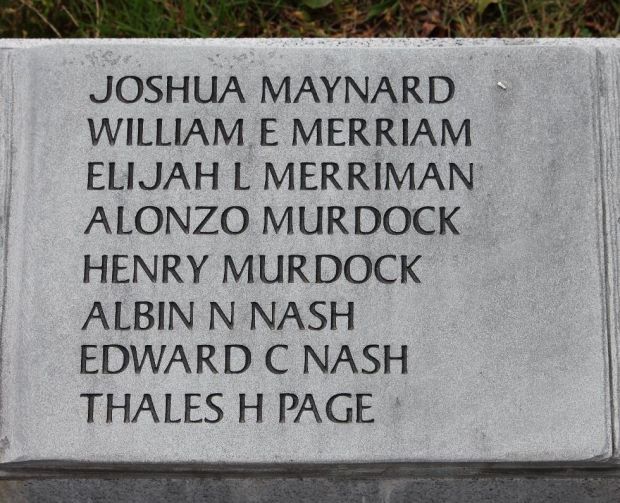 JOSHUA MAYNARD
WILLIAM E MERRIAM
ELIJAH L MERRIMAN
ALONZO MURDOCK
HENRY MURDOCK
ALBIN N NASH
EDWARD C NASH
THALES H PAGE